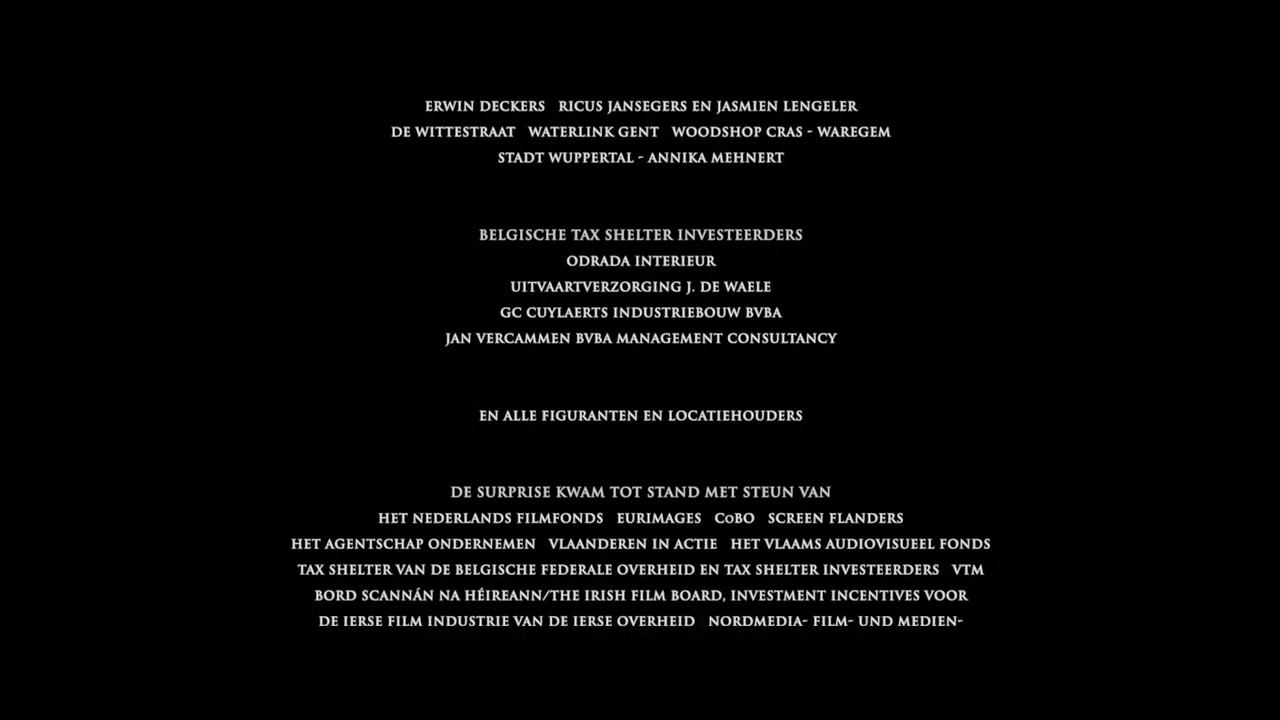 ERWIN DECKERS RICUS JANSEGERS EN JASMIEN LENGELER
DE WITTESTRAAT WATERLINK GENT WOODSHOP CRAS - WAREGEM
STADT WUPPERTAL - ANNIKA MEHNERT
BELGISCHE TAX SHELTER INVESTEERDERS
ODRADA INTERIEUR
UITVAARTVERZORGING J. DE WAELE
GC CUYLAERTS INDUSTRIEBOUW BVBA
JAN VERCAMMEN BVBA MANAGEMENT CONSULTANCY
EN ALLE FIGURANTEN EN LOCATIEHOUDERS
DE SURPRISE KWAM TOT STAND MET STEUN VAN
HET NEDERLANDS FILMFONDS EURIMAGES CoBO SCREEN FLANDERS
HET AGENTSCHAP ONDERNEMEN VLAANDEREN IN ACTIE HET VLAAMS AUDIOVISUEEL FONDS
TAX SHELTER VAN DE BELGISCHE FEDERALE OVERHEID EN TAX SHELTER INVESTEERDERS VTM
BORD SCANNÁN NA HÉIREANN/THE IRISH FILM BOARD, INVESTMENT INCENTIVES VOOR
DE IERSE FILM INDUSTRIE VAN DE IERSE OVERHEID NORDMEDIA- FILM- UND MEDIEN-